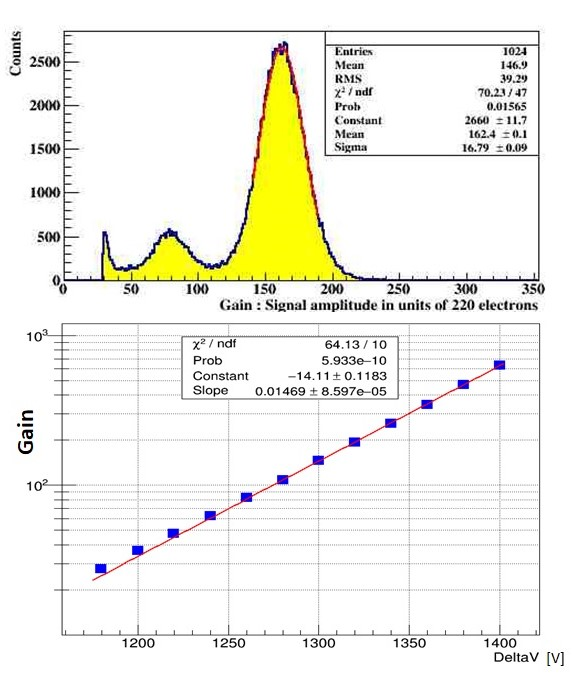 Counts
2500
2000
1500
1000
500
0
Entries 1024
Mean 146.9
RMS 39.29
χ² / ndf 70.23 / 47
Prob 0.01565
Constant 2660 ± 11.7
Mean 162.4 ± 0.1
Sigma 16.79 ± 0.09
0 50 100 150 200 250 300 350
Gain : Signal amplitude in units of 220 electrons
10³
Gain
10²
χ² / ndf 64.13 / 10
Prob 5.933e−10
Constant −14.11 ± 0.1183
Slope 0.01469 ± 8.597e−05
1200 1250 1300 1350 1400
DeltaV [V]